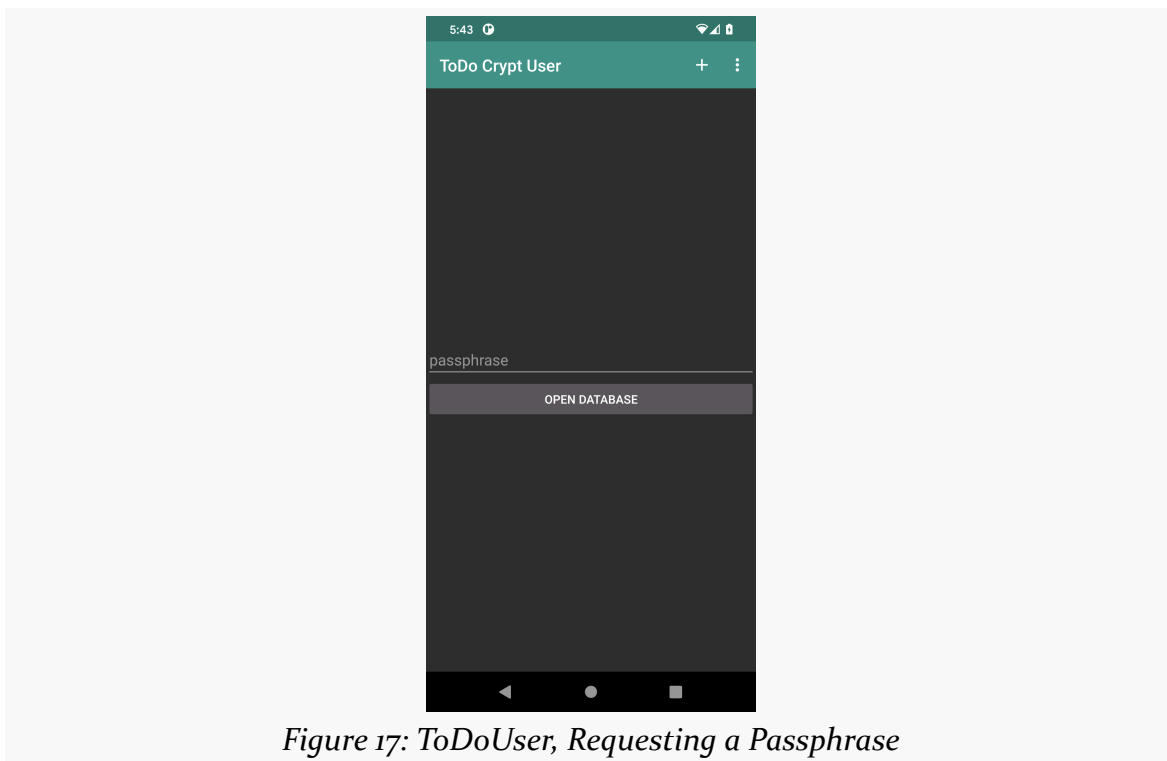 5:43
ToDo Crypt User
passphrase
OPEN DATABASE
Figure 17: ToDoUser, Requesting a Passphrase